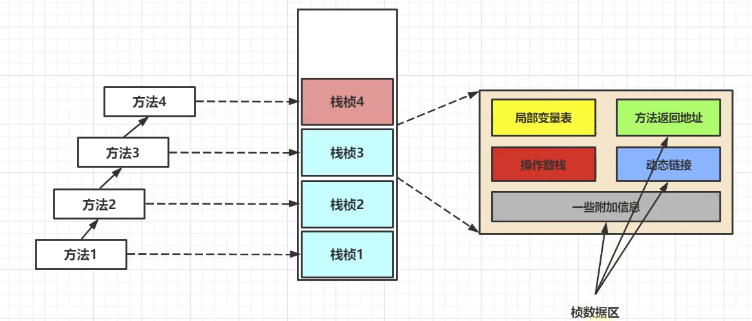 方法4
方法3
方法2
方法1
栈桢4
栈桢3
栈桢2
栈桢1
局部变量表
方法返回地址
操作数栈
动态链接
一些附加信息
桢数据区